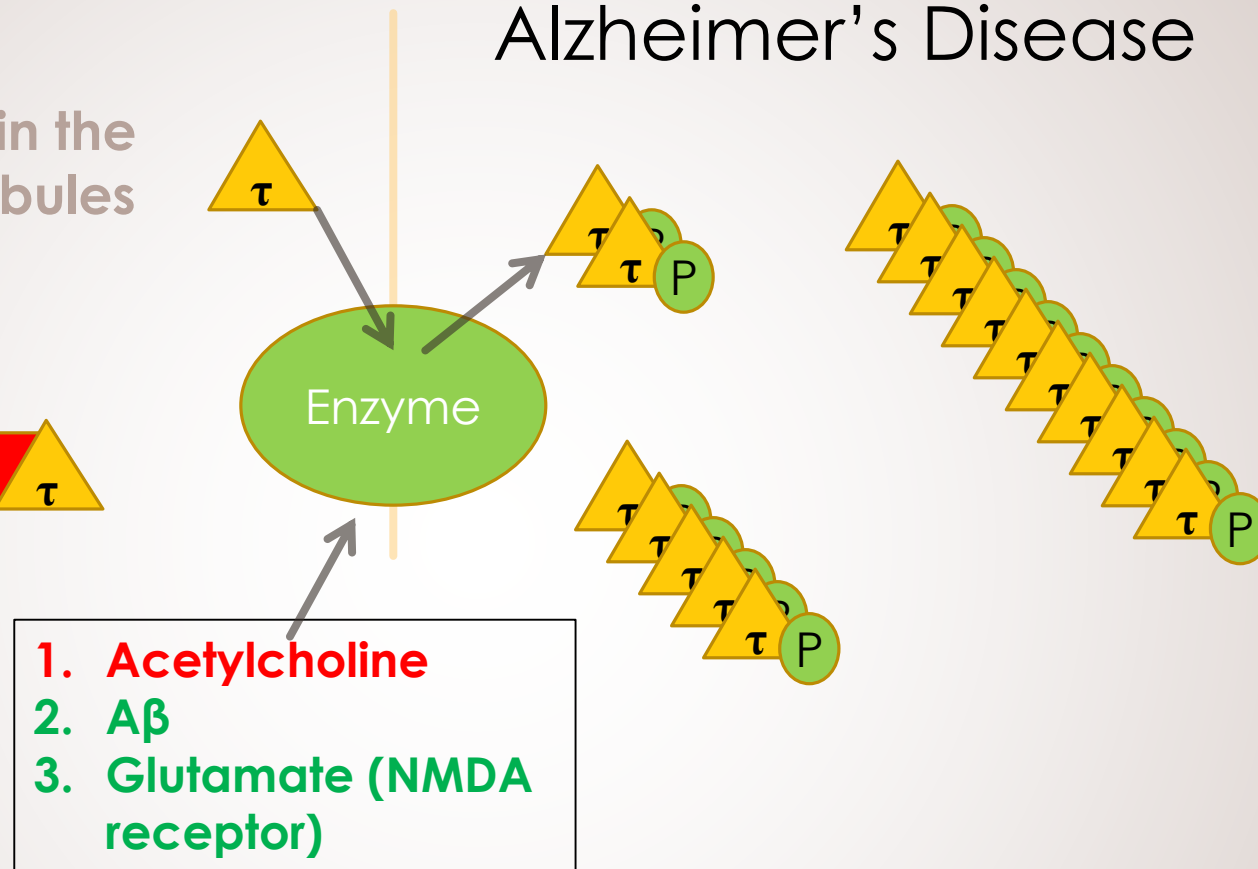 Alzheimer's Disease
in the
bules
τ
τ
τ P
τ
τ
τ
τ
τ
τ
τ
τ
τ
τ P
Enzyme
τ
τ
τ
τ
τ
τ P
1. Acetylcholine
2. Aβ
3. Glutamate (NMDA
receptor)